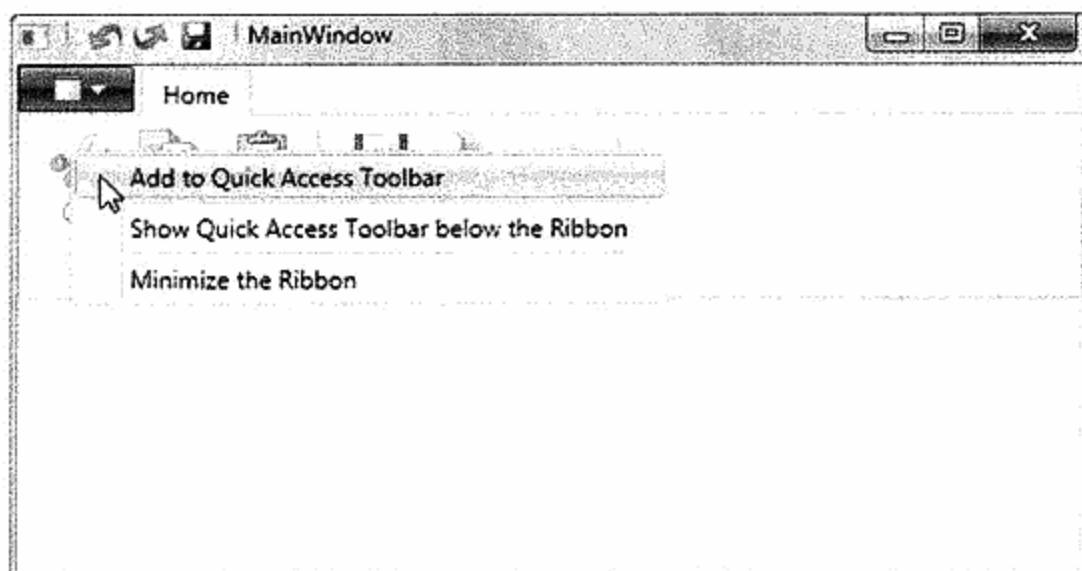 MainWindow
Home
Add to Quick Access Toolbar
Show Quick Access Toolbar below the Ribbon
Minimize the Ribbon